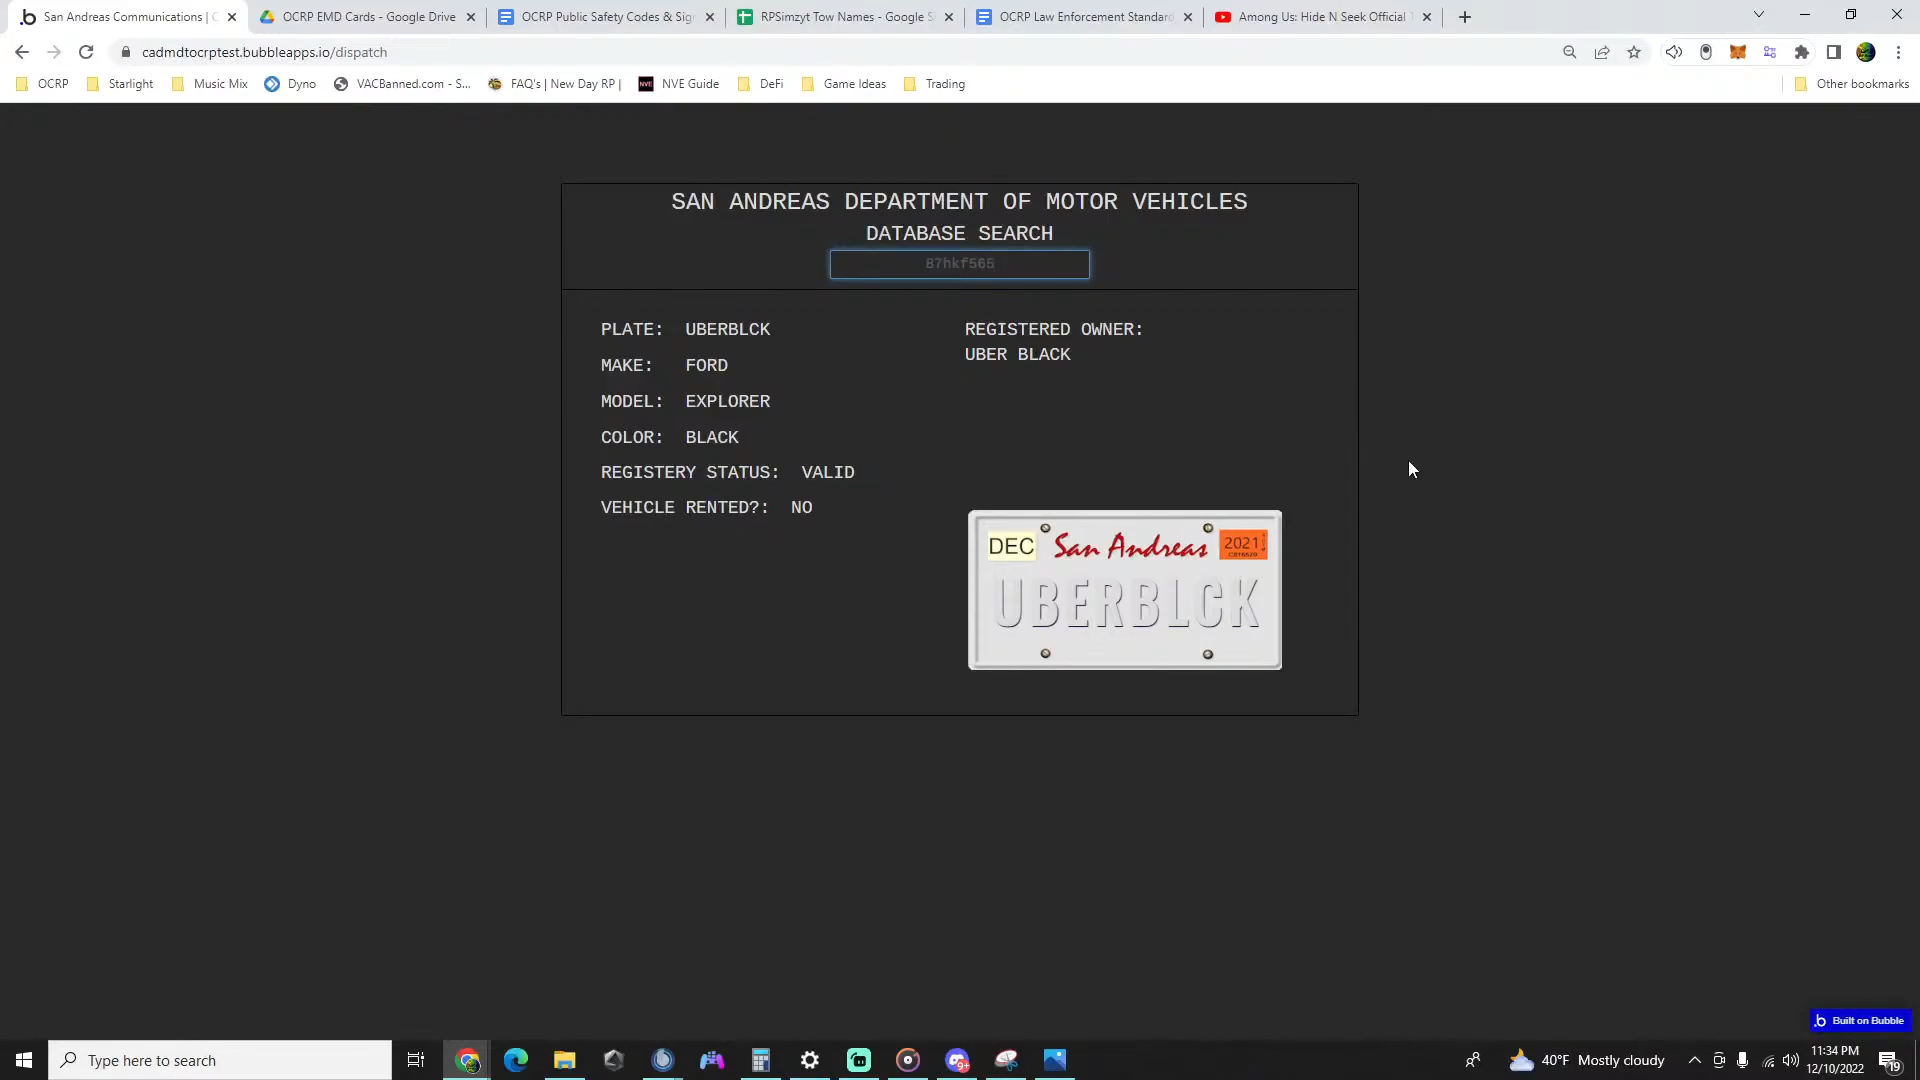 San Andreas Communications | C
OCRP EMD Cards - Google Drive
OCRP Public Safety Codes & Sig
RPSimzyt Tow Names - Google S
OCRP Law Enforcement Standard
Among Us: Hide N Seek Official T
cadmdtocrptest.bubbleapps.io/dispatch
OCRP
Starlight
Music Mix
Dyno
VACBanned.com - S...
FAQ's | New Day RP |
NVE
NVE Guide
DeFi
Game Ideas
Trading
Other bookmarks
SAN ANDREAS DEPARTMENT OF MOTOR VEHICLES
DATABASE SEARCH
87hkf565
PLATE: UBERBLCK
MAKE: FORD
MODEL: EXPLORER
COLOR: BLACK
REGISTERY STATUS: VALID
VEHICLE RENTED?: NO
REGISTERED OWNER:
UBER BLACK
DEC San Andreas 2021
UBERBLCK
Built on Bubble
Type here to search
9+
40°F Mostly cloudy
11:34 PM
12/10/2022
19